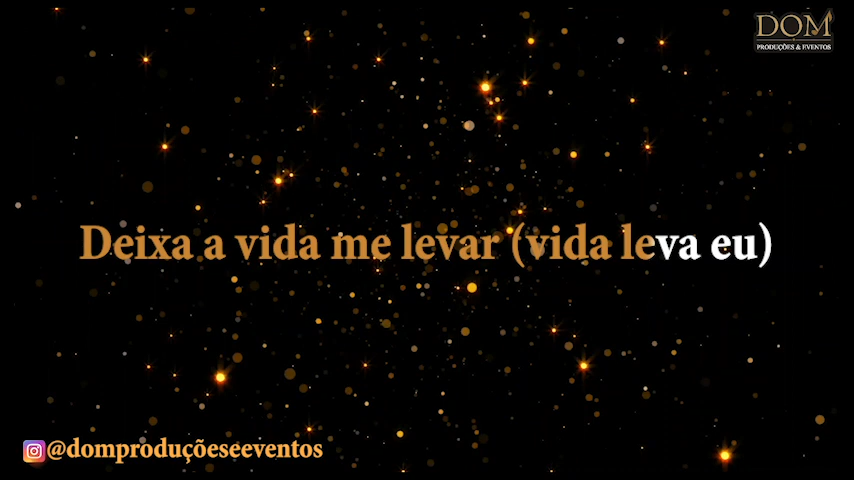 DOM
PRODUÇÕES & EVENTOS
Deixa a vida me levar (vida leva eu)
@domproduçõeseeventos